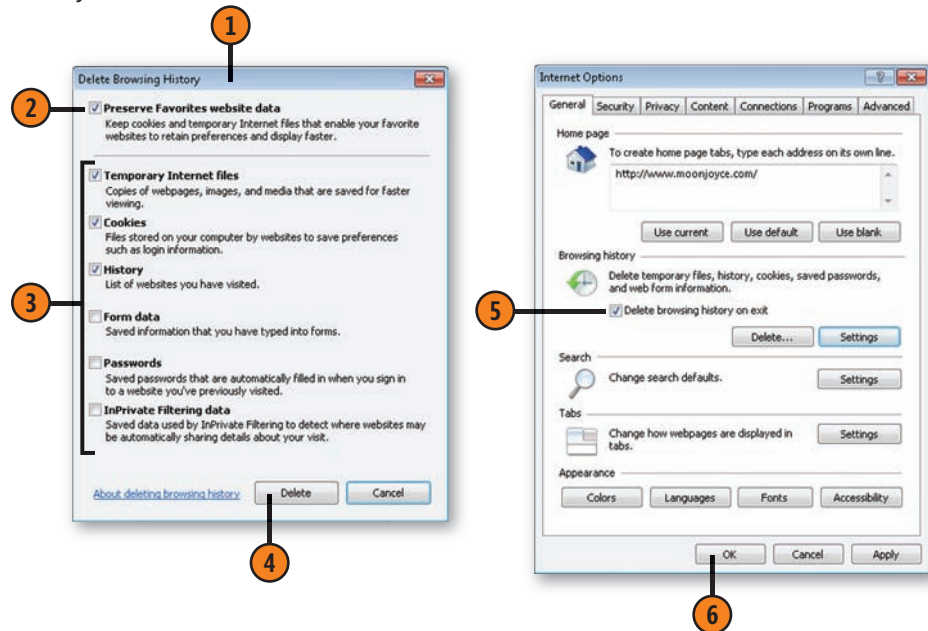 1
Delete Browsing History
2
Preserve Favorites website data
Keep cookies and temporary Internet files that enable your favorite
websites to retain preferences and display faster.
3
Temporary Internet files
Copies of webpages, images, and media that are saved for faster
viewing.
Cookies
Files stored on your computer by websites to save preferences
such as login information.
History
List of websites you have visited.
Form data
Saved information that you have typed into forms.
Passwords
Saved passwords that are automatically filled in when you sign in
to a website you've previously visited.
InPrivate Filtering data
Saved data used by InPrivate Filtering to detect where websites may
be automatically sharing details about your visit.
About deleting browsing history Delete Cancel
4
Internet Options
General Security Privacy Content Connections Programs Advanced
Home page
To create home page tabs, type each address on its own line.
http://www.moonjoyce.com/
Use current Use default Use blank
Browsing history
Delete temporary files, history, cookies, saved passwords,
and web form information.
5
Delete browsing history on exit
Delete... Settings
Search
Change search defaults. Settings
Tabs
Change how webpages are displayed in Settings
tabs.
Appearance
Colors Languages Fonts Accessibility
OK Cancel Apply
6